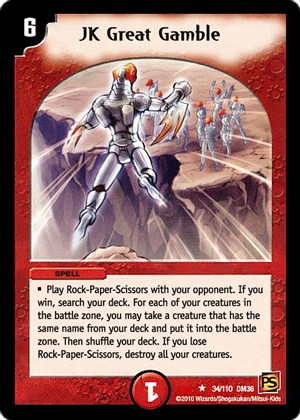 6
JK Great Gamble
SPELL
▪ Play Rock-Paper-Scissors with your opponent. If you
win, search your deck. For each of your creatures in
the battle zone, you may take a creature that has the
same name from your deck and put it into the battle
zone. Then shuffle your deck. If you lose
Rock-Paper-Scissors, destroy all your creatures.
1
★ 34/110 DM36
PS
©2010 Wizards/Shogakukan/Mitsui-Kids